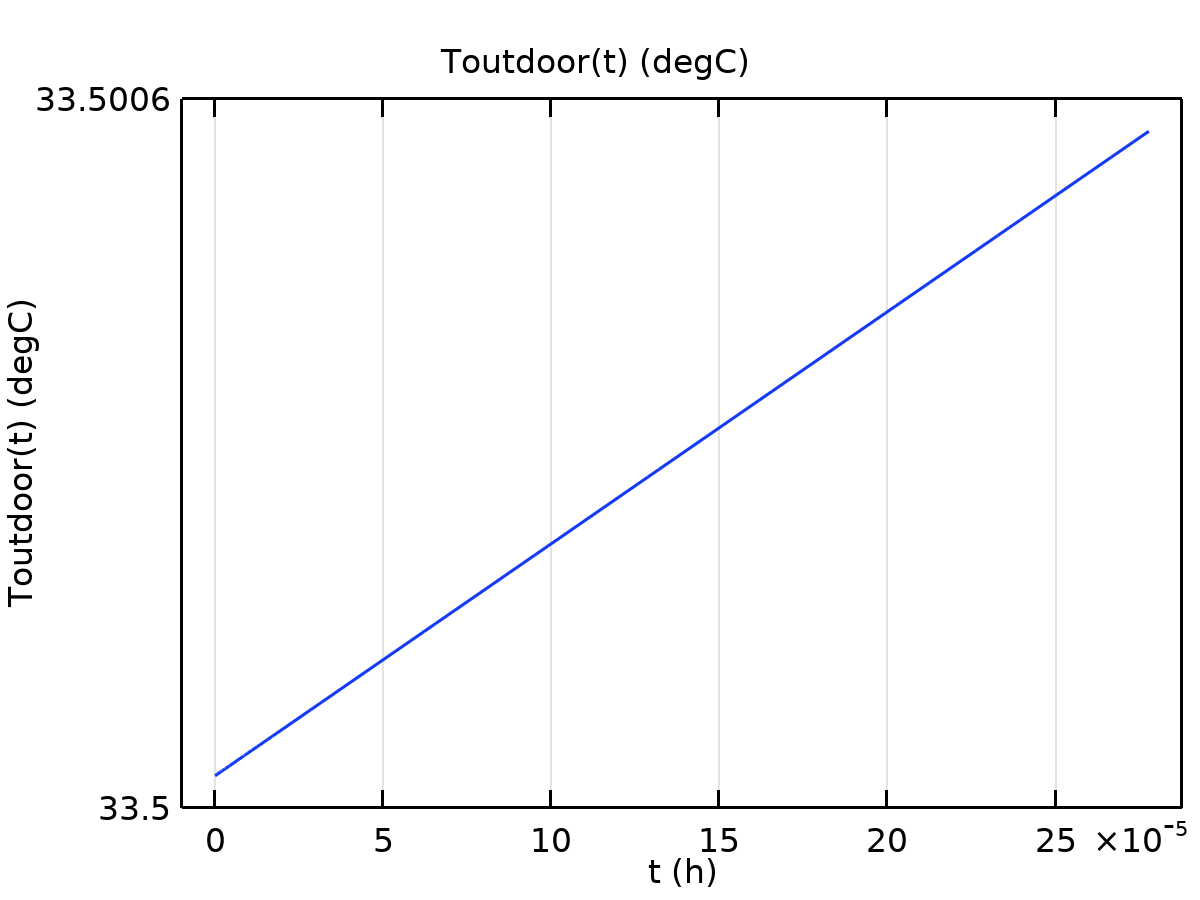 Toutdoor(t) (degC)
33.5006
Toutdoor(t) (degC)
33.5
0 5 10 15 20 25 ×10⁻⁵
t (h)